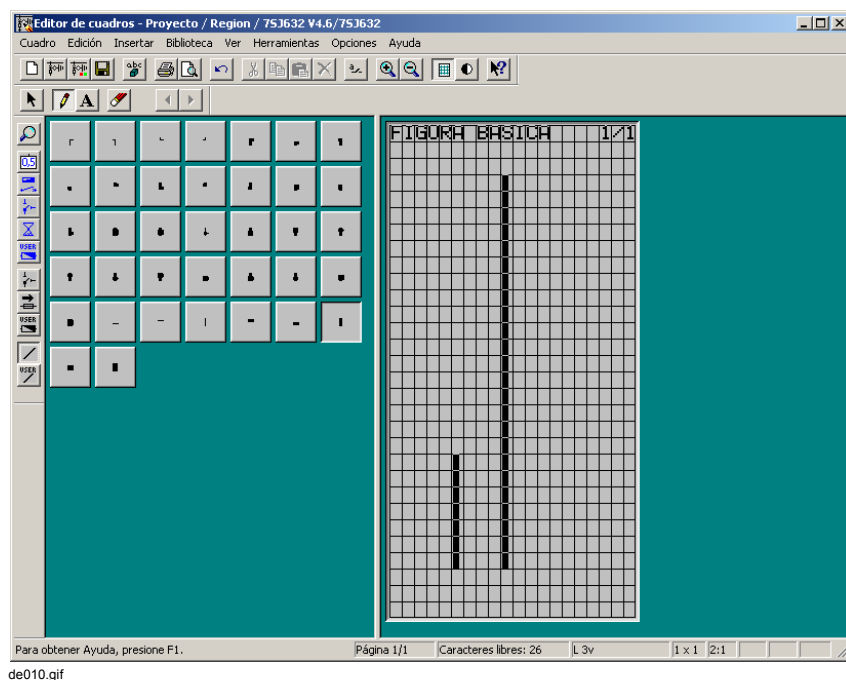 Editor de cuadros - Proyecto / Region / 7SJ632 V4.6/7SJ632
Cuadro Edición Insertar Biblioteca Ver Herramientas Opciones Ayuda
abc
A
FIGURA BASICA 1/1
0,5
USER
USER
USER
Para obtener Ayuda, presione F1. Página 1/1 Caracteres libres: 26 L 3v 1 x 1 2:1
de010.gif